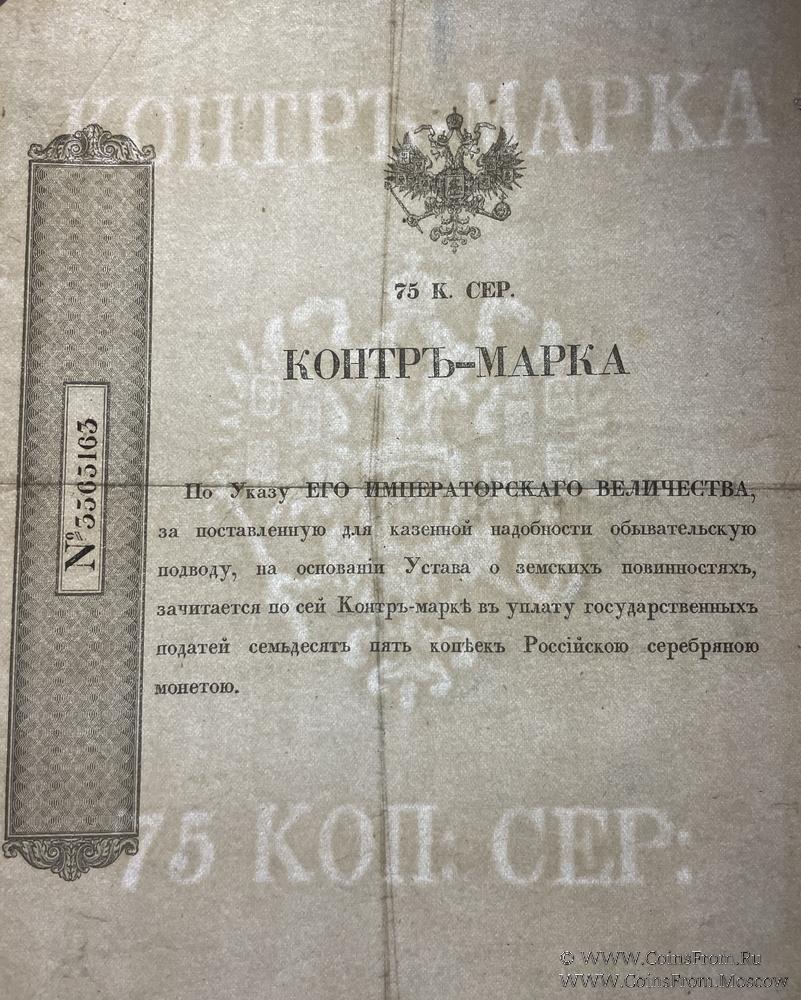 КОНТРЪ-МАРКА
75 К. СЕР.
КОНТРЪ-МАРКА
№ 3565163
По Указу ЕГО ИМПЕРАТОРСКАГО ВЕЛИЧЕСТВА,
за поставленную для казенной надобности обывательскую
подводу, на основаніи Устава о земскихъ повинностяхъ,
зачитается по сей Контръ-маркѣ въ уплату государственныхъ
податей семьдесятъ пять копѣекъ Россійскою серебряною
монетою.
75 КОП: СЕР:
© WWW.CoinsFrom.Ru
WWW.CoinsFrom.Moscow